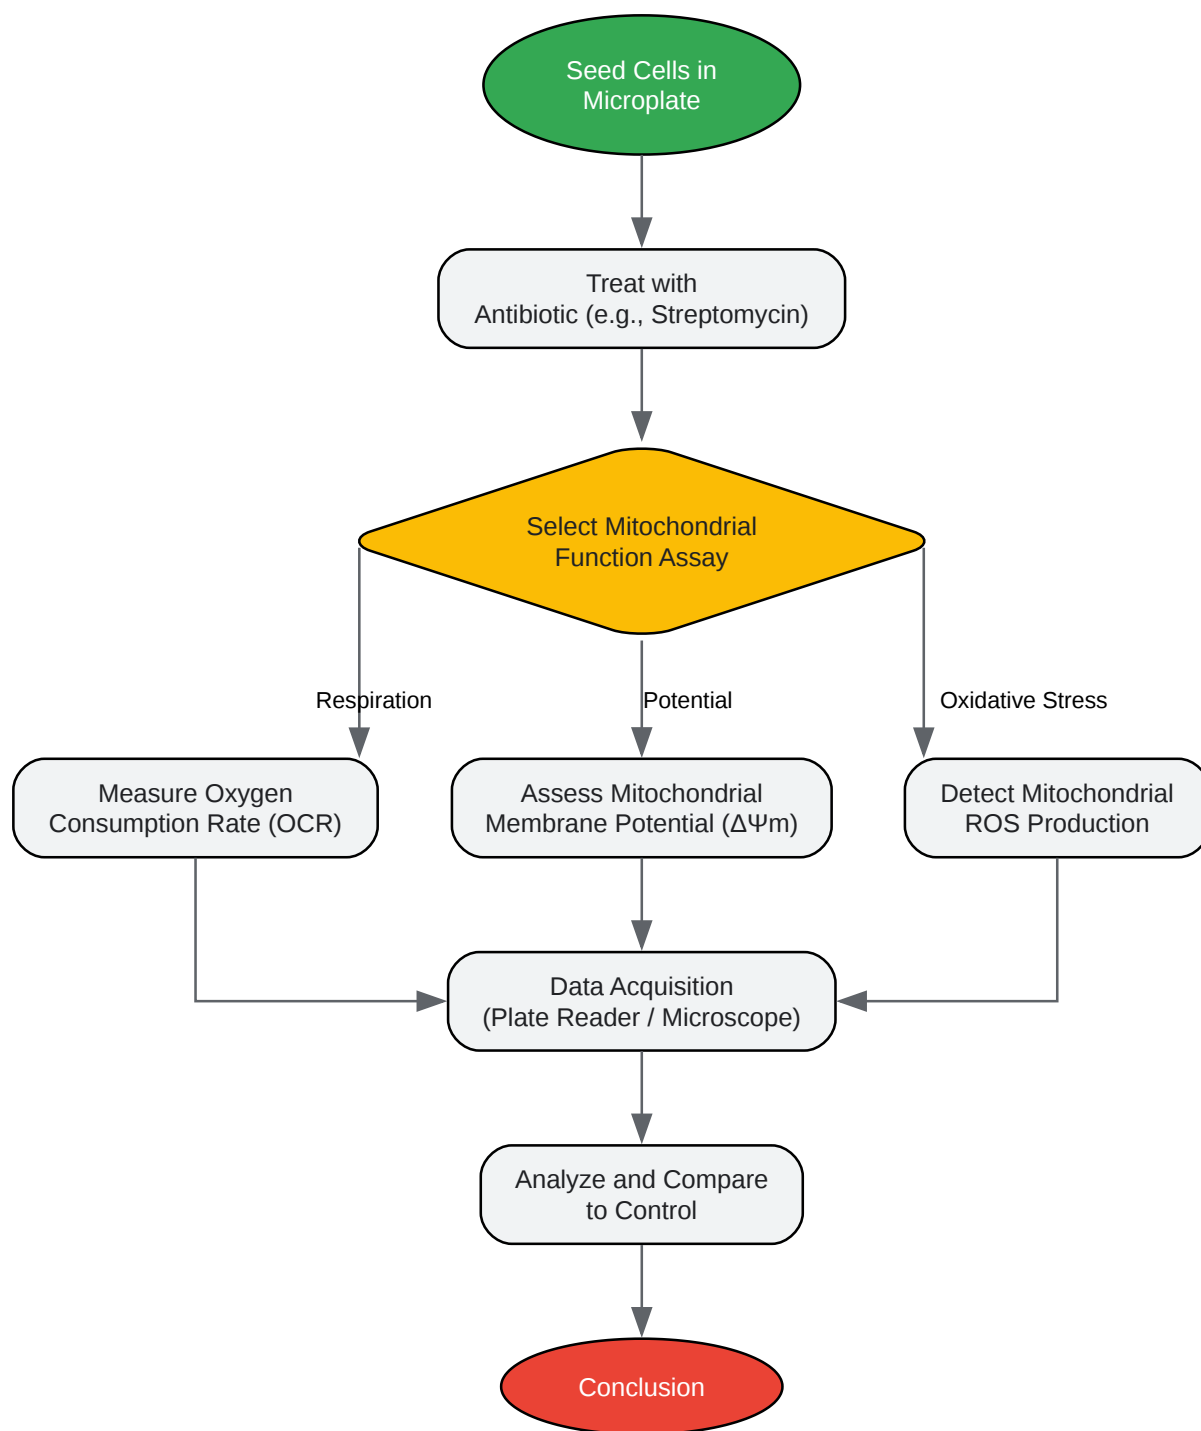 Seed Cells in
Microplate
Treat with
Antibiotic (e.g., Streptomycin)
Select Mitochondrial
Function Assay
Respiration
Potential
Oxidative Stress
Measure Oxygen
Consumption Rate (OCR)
Assess Mitochondrial
Membrane Potential (ΔΨm)
Detect Mitochondrial
ROS Production
Data Acquisition
(Plate Reader / Microscope)
Analyze and Compare
to Control
Conclusion